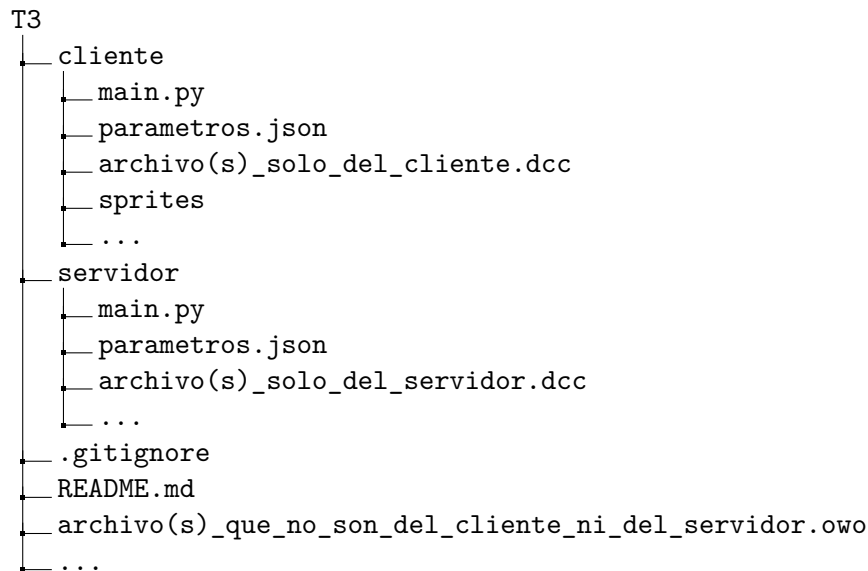 T3
cliente
main.py
parametros.json
archivo(s)_solo_del_cliente.dcc
sprites
...
servidor
main.py
parametros.json
archivo(s)_solo_del_servidor.dcc
...
.gitignore
README.md
archivo(s)_que_no_son_del_cliente_ni_del_servidor.owo
...